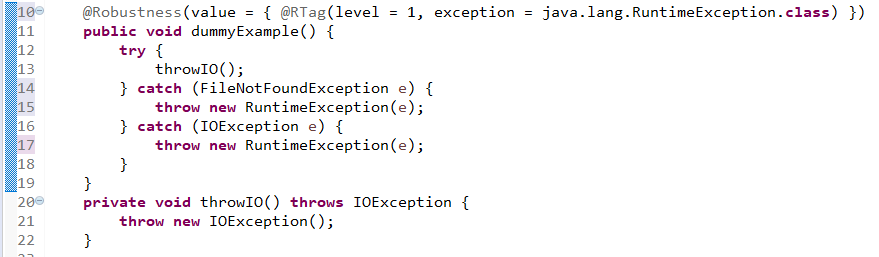 10 @Robustness(value = { @RTag(level = 1, exception = java.lang.RuntimeException.class) })
11 public void dummyExample() {
12 try {
13 throwIO();
14 } catch (FileNotFoundException e) {
15 throw new RuntimeException(e);
16 } catch (IOException e) {
17 throw new RuntimeException(e);
18 }
19 }
20 private void throwIO() throws IOException {
21 throw new IOException();
22 }